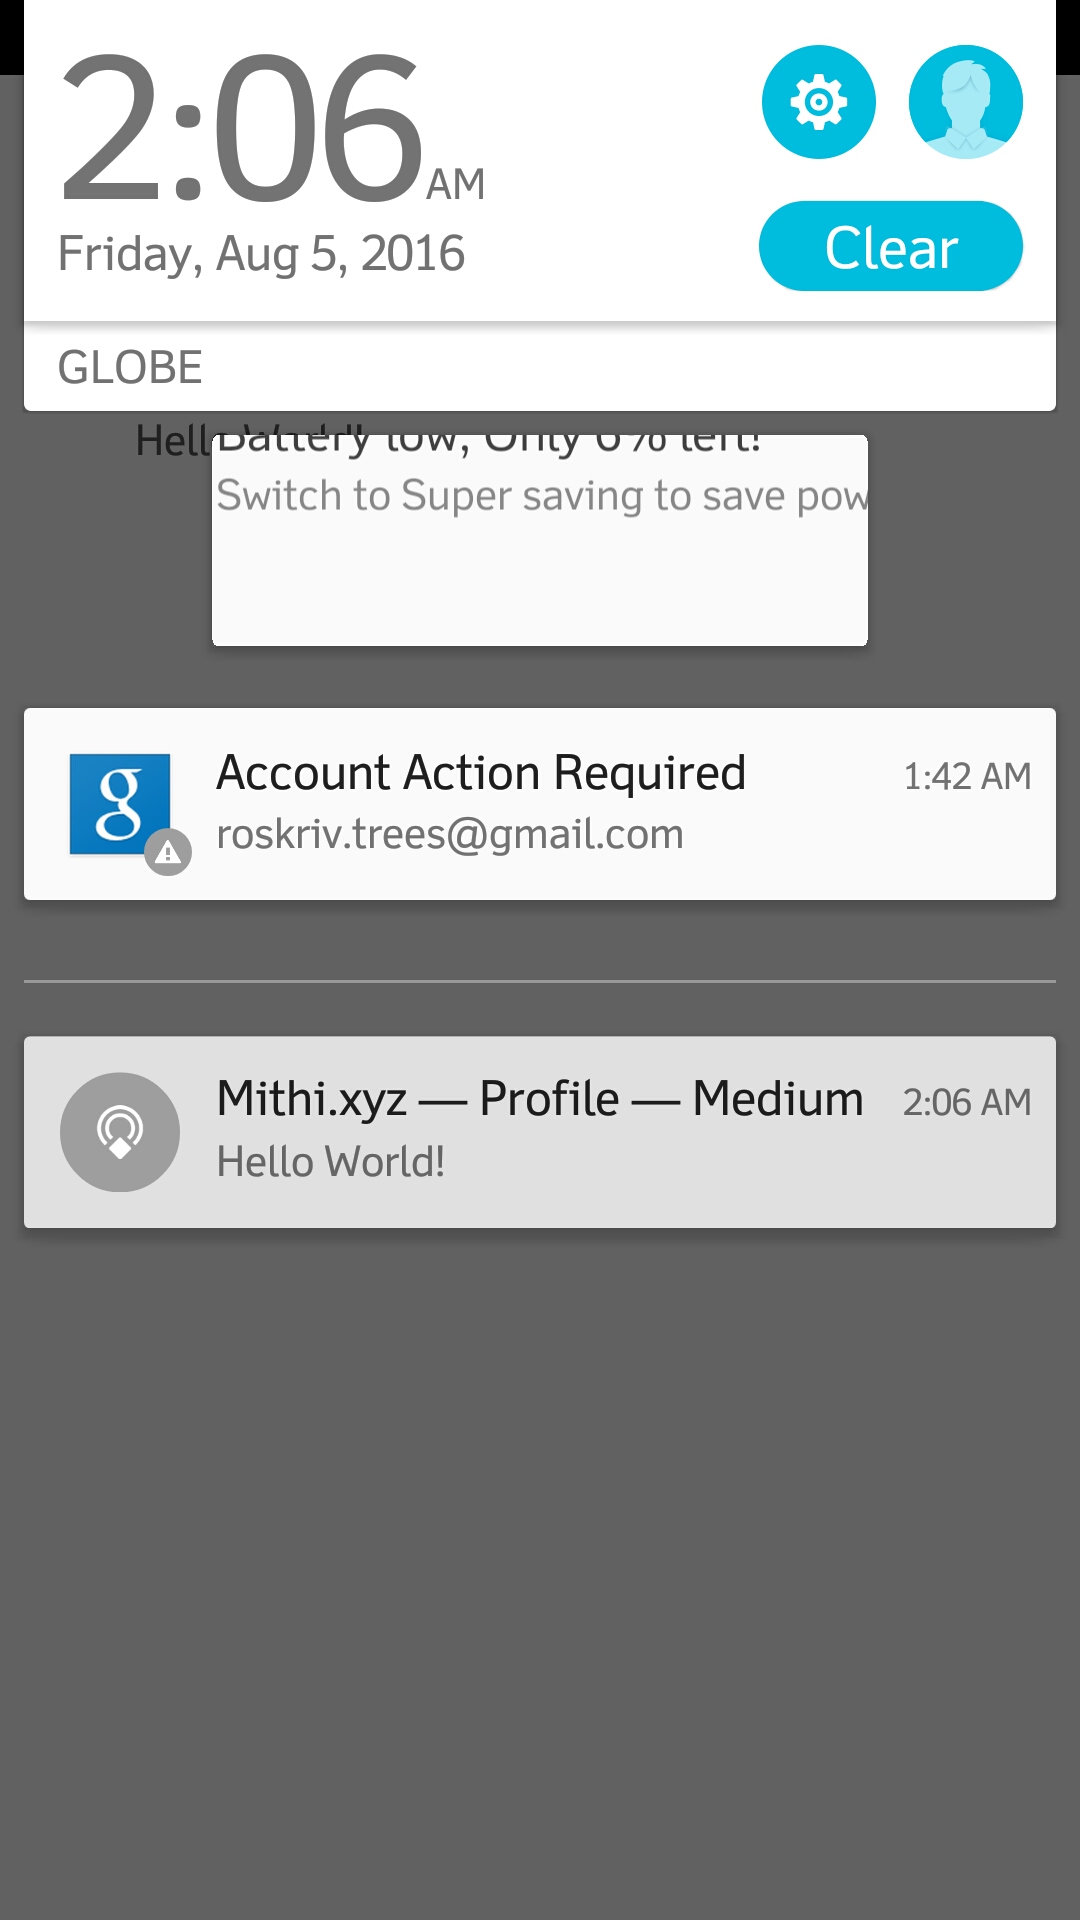 2:06 AM
Friday, Aug 5, 2016
Clear
GLOBE
Hell
Battery low, Only 6% left!
Switch to Super saving to save pow
g
Account Action Required 1:42 AM
roskriv.trees@gmail.com
Mithi.xyz — Profile — Medium 2:06 AM
Hello World!